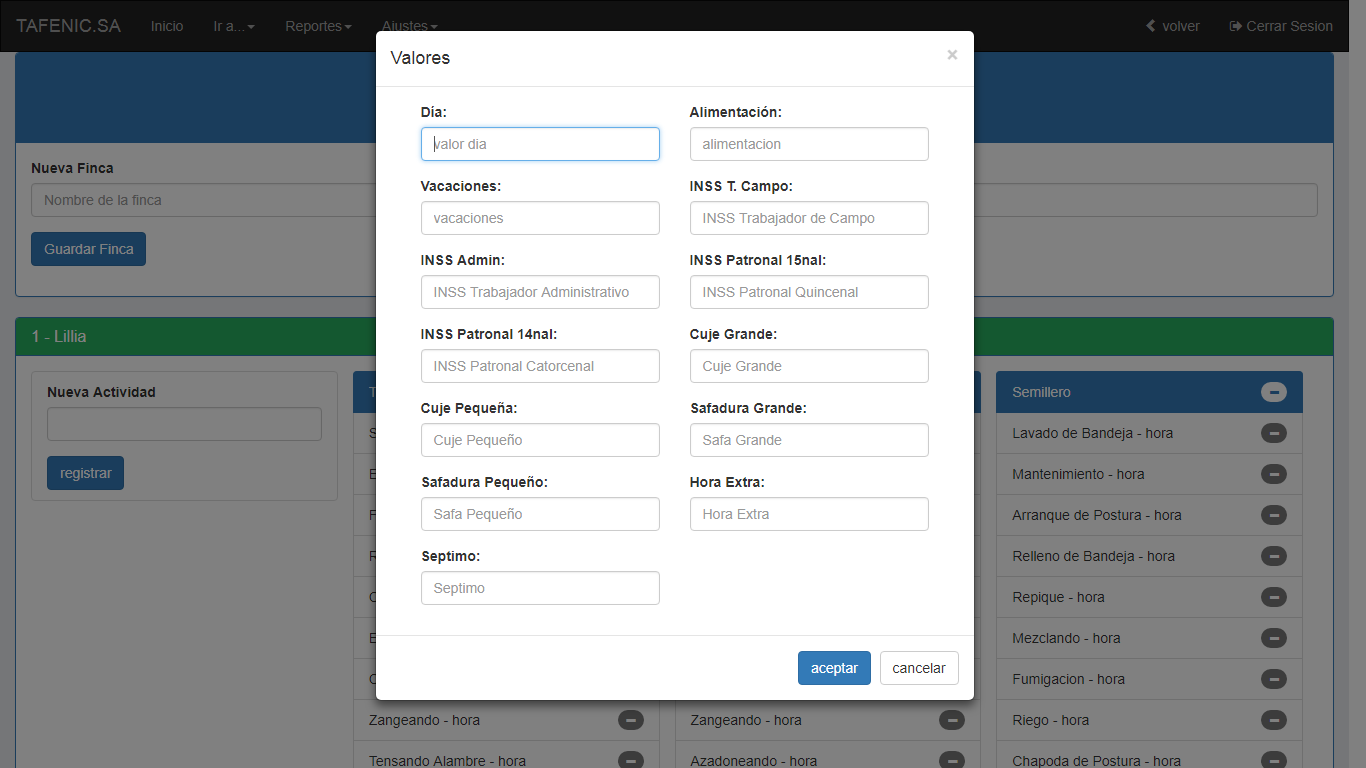 TAFENIC.SA Inicio Ir a... Reportes Ajustes volver Cerrar Sesion
Valores ×
Día: Alimentación:
valor dia alimentacion
Vacaciones: INSS T. Campo:
vacaciones INSS Trabajador de Campo
INSS Admin: INSS Patronal 15nal:
INSS Trabajador Administrativo INSS Patronal Quincenal
INSS Patronal 14nal: Cuje Grande:
INSS Patronal Catorcenal Cuje Grande
Cuje Pequeña: Safadura Grande:
Cuje Pequeño Safa Grande
Safadura Pequeño: Hora Extra:
Safa Pequeño Hora Extra
Septimo:
Septimo
aceptar cancelar
Nueva Finca
Nombre de la finca
Guardar Finca
1 - Lillia
Nueva Actividad
registrar
Zangeando - hora
Tensando Alambre - hora
Zangeando - hora
Azadoneando - hora
Semillero
Lavado de Bandeja - hora
Mantenimiento - hora
Arranque de Postura - hora
Relleno de Bandeja - hora
Repique - hora
Mezclando - hora
Fumigacion - hora
Riego - hora
Chapoda de Postura - hora